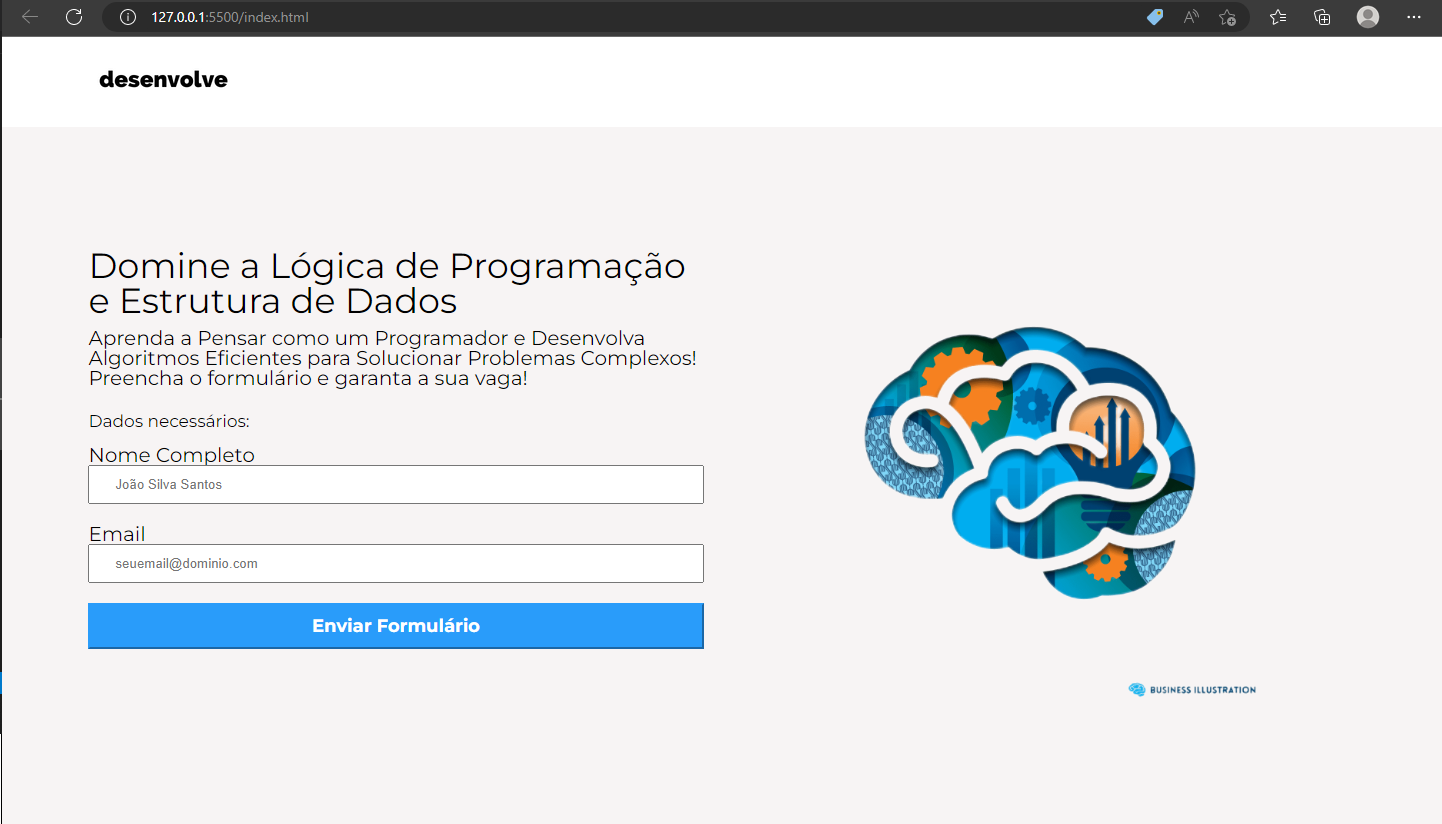 127.0.0.1:5500/index.html
desenvolve
Domine a Lógica de Programação
e Estrutura de Dados
Aprenda a Pensar como um Programador e Desenvolva
Algoritmos Eficientes para Solucionar Problemas Complexos!
Preencha o formulário e garanta a sua vaga!
Dados necessários:
Nome Completo
João Silva Santos
Email
seuemail@dominio.com
Enviar Formulário
BUSINESS ILLUSTRATION